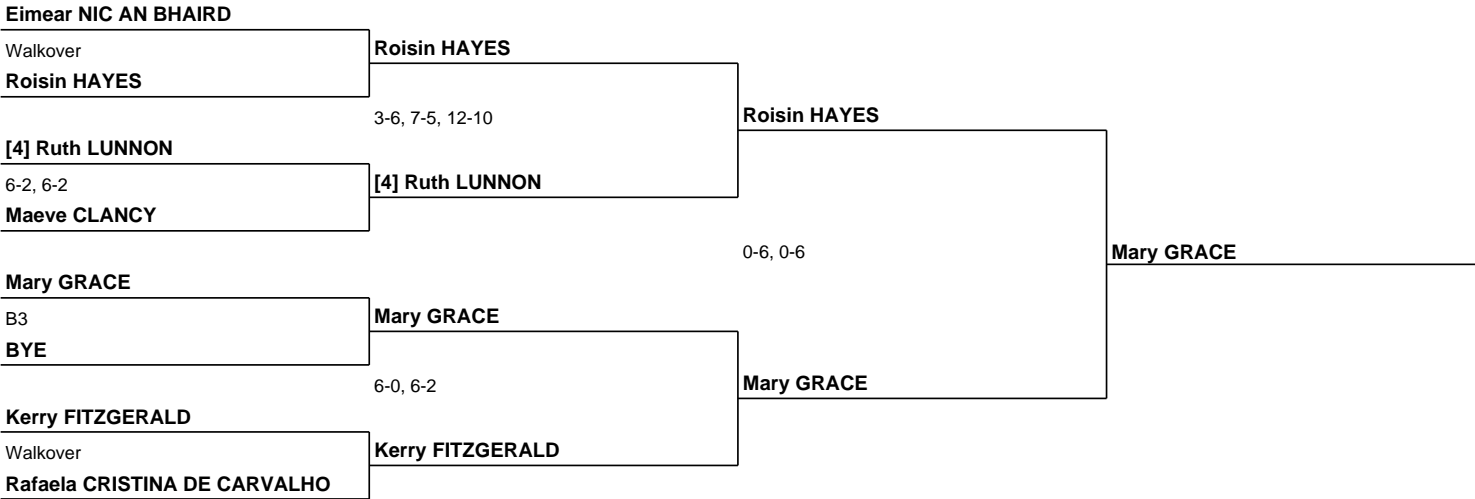 Eimear NIC AN BHAIRD
Walkover
Roisin HAYES
Roisin HAYES
3-6, 7-5, 12-10
Roisin HAYES
[4] Ruth LUNNON
6-2, 6-2
[4] Ruth LUNNON
Maeve CLANCY
0-6, 0-6
Mary GRACE
Mary GRACE
B3
Mary GRACE
BYE
6-0, 6-2
Mary GRACE
Kerry FITZGERALD
Walkover
Kerry FITZGERALD
Rafaela CRISTINA DE CARVALHO